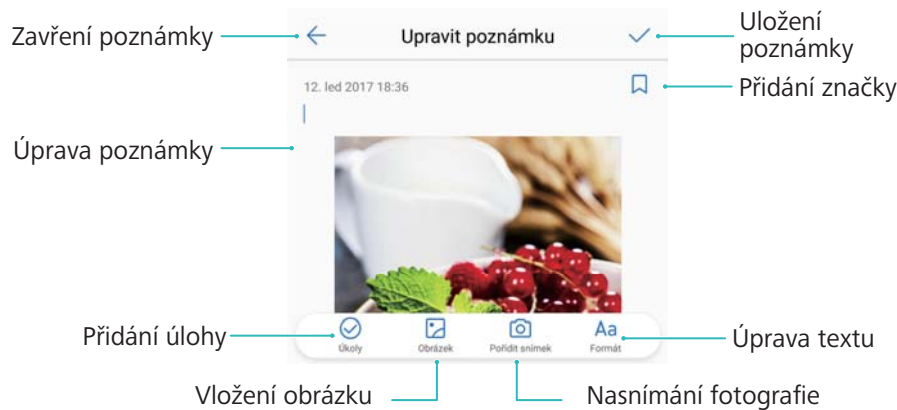 Zavření poznámky
Upravit poznámku
Uložení
poznámky
12. led 2017 18:36
Přidání značky
Úprava poznámky
Přidání úlohy
Úkoly
Obrázek
Pořídit snímek
Aa
Formát
Úprava textu
Vložení obrázku
Nasnímání fotografie